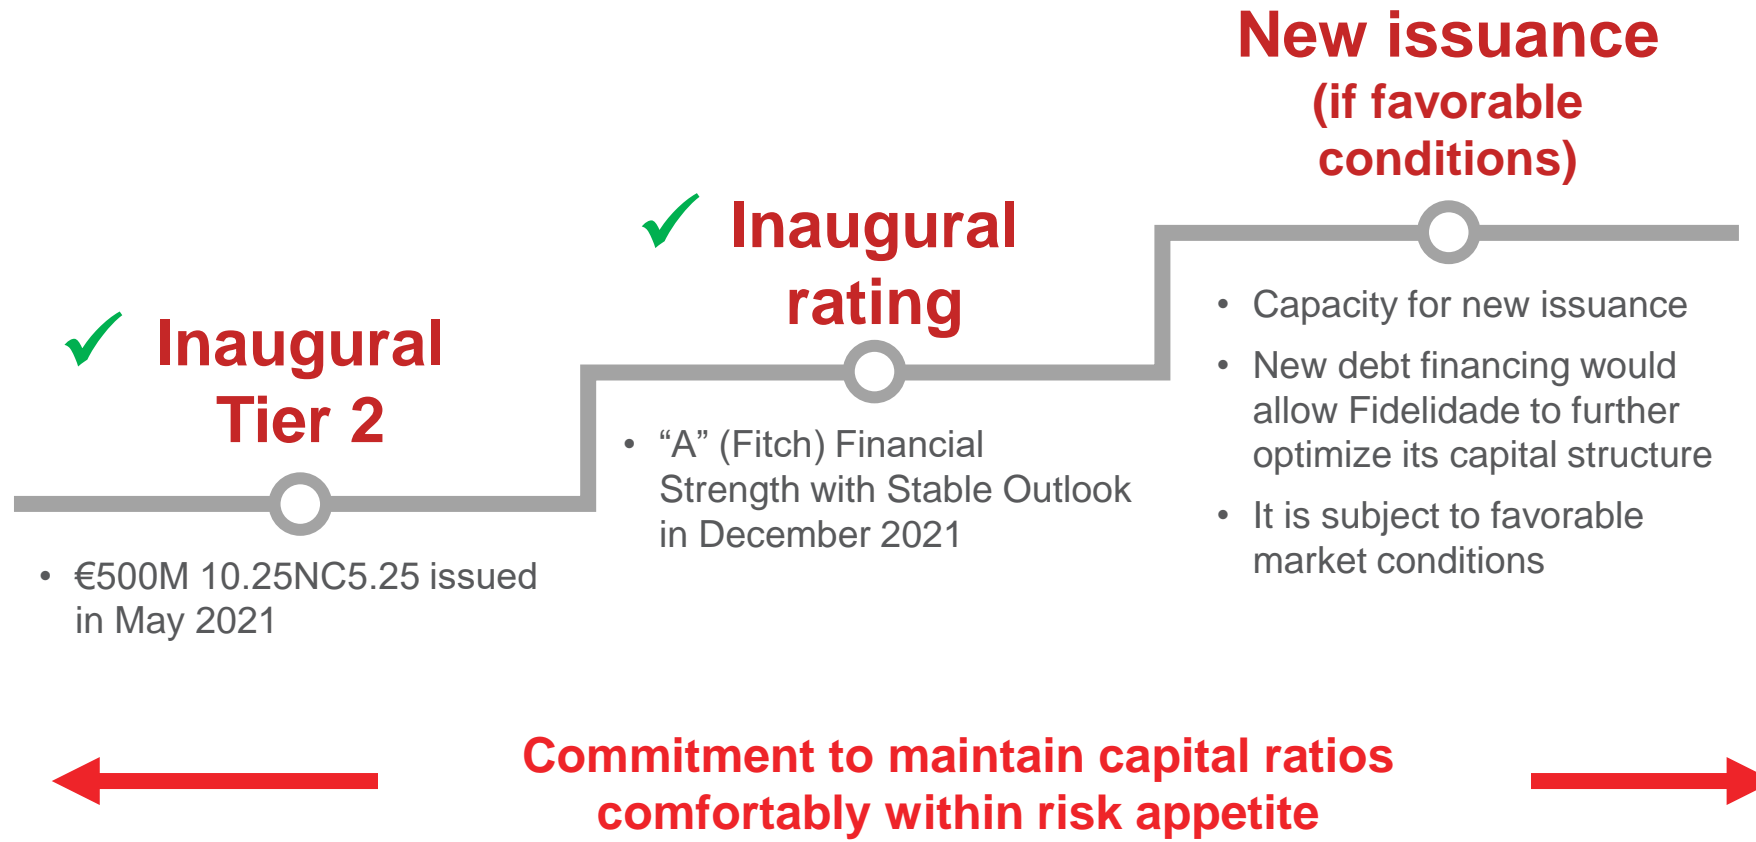 Inaugural
Tier 2
• €500M 10.25NC5.25 issued
in May 2021
Inaugural
rating
• “A” (Fitch) Financial
Strength with Stable Outlook
in December 2021
New issuance
(if favorable
conditions)
• Capacity for new issuance
• New debt financing would
allow Fidelidade to further
optimize its capital structure
• It is subject to favorable
market conditions
Commitment to maintain capital ratios
comfortably within risk appetite